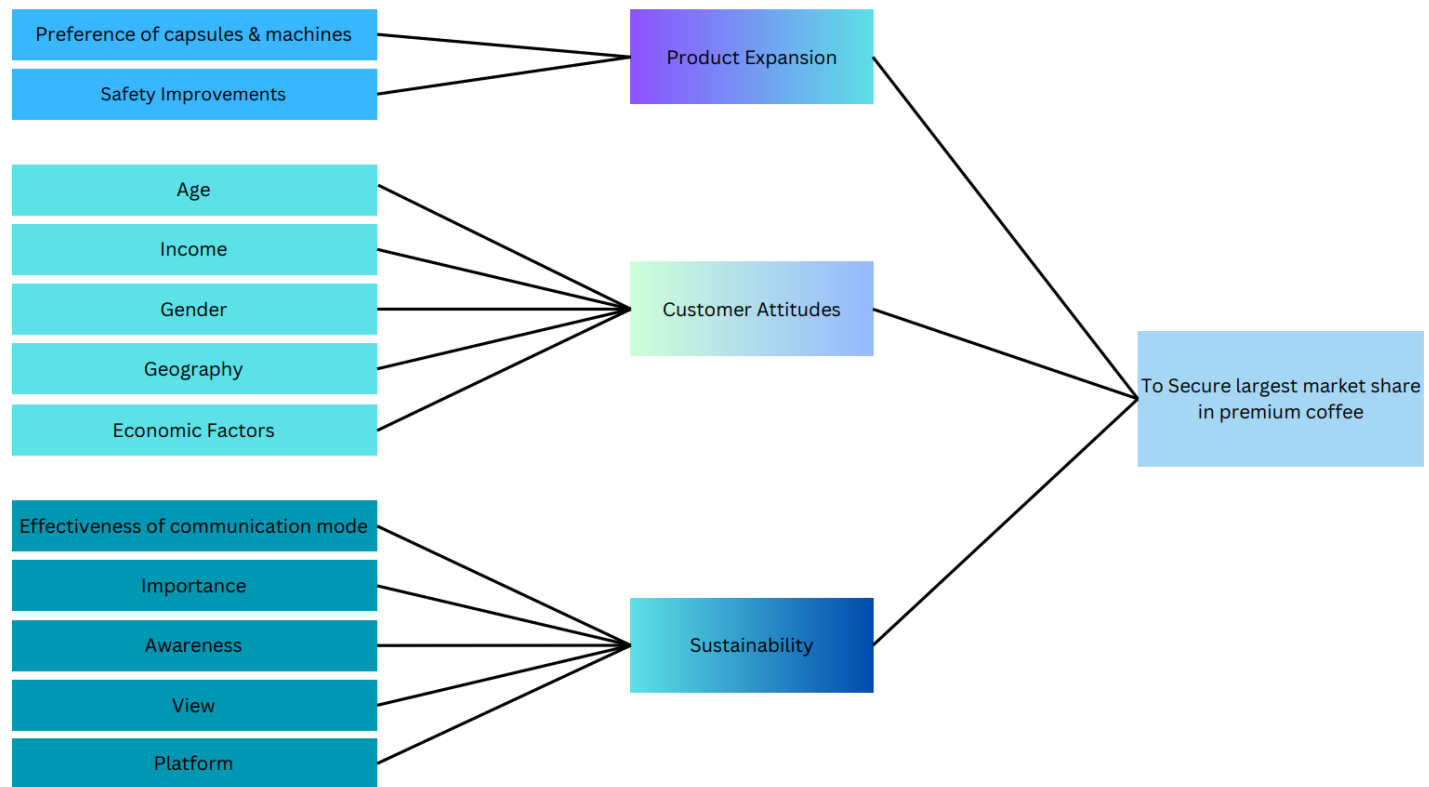 Preference of capsules & machines
Safety Improvements
Product Expansion
Age
Income
Gender
Geography
Economic Factors
Customer Attitudes
To Secure largest market share
in premium coffee
Effectiveness of communication mode
Importance
Awareness
View
Platform
Sustainability